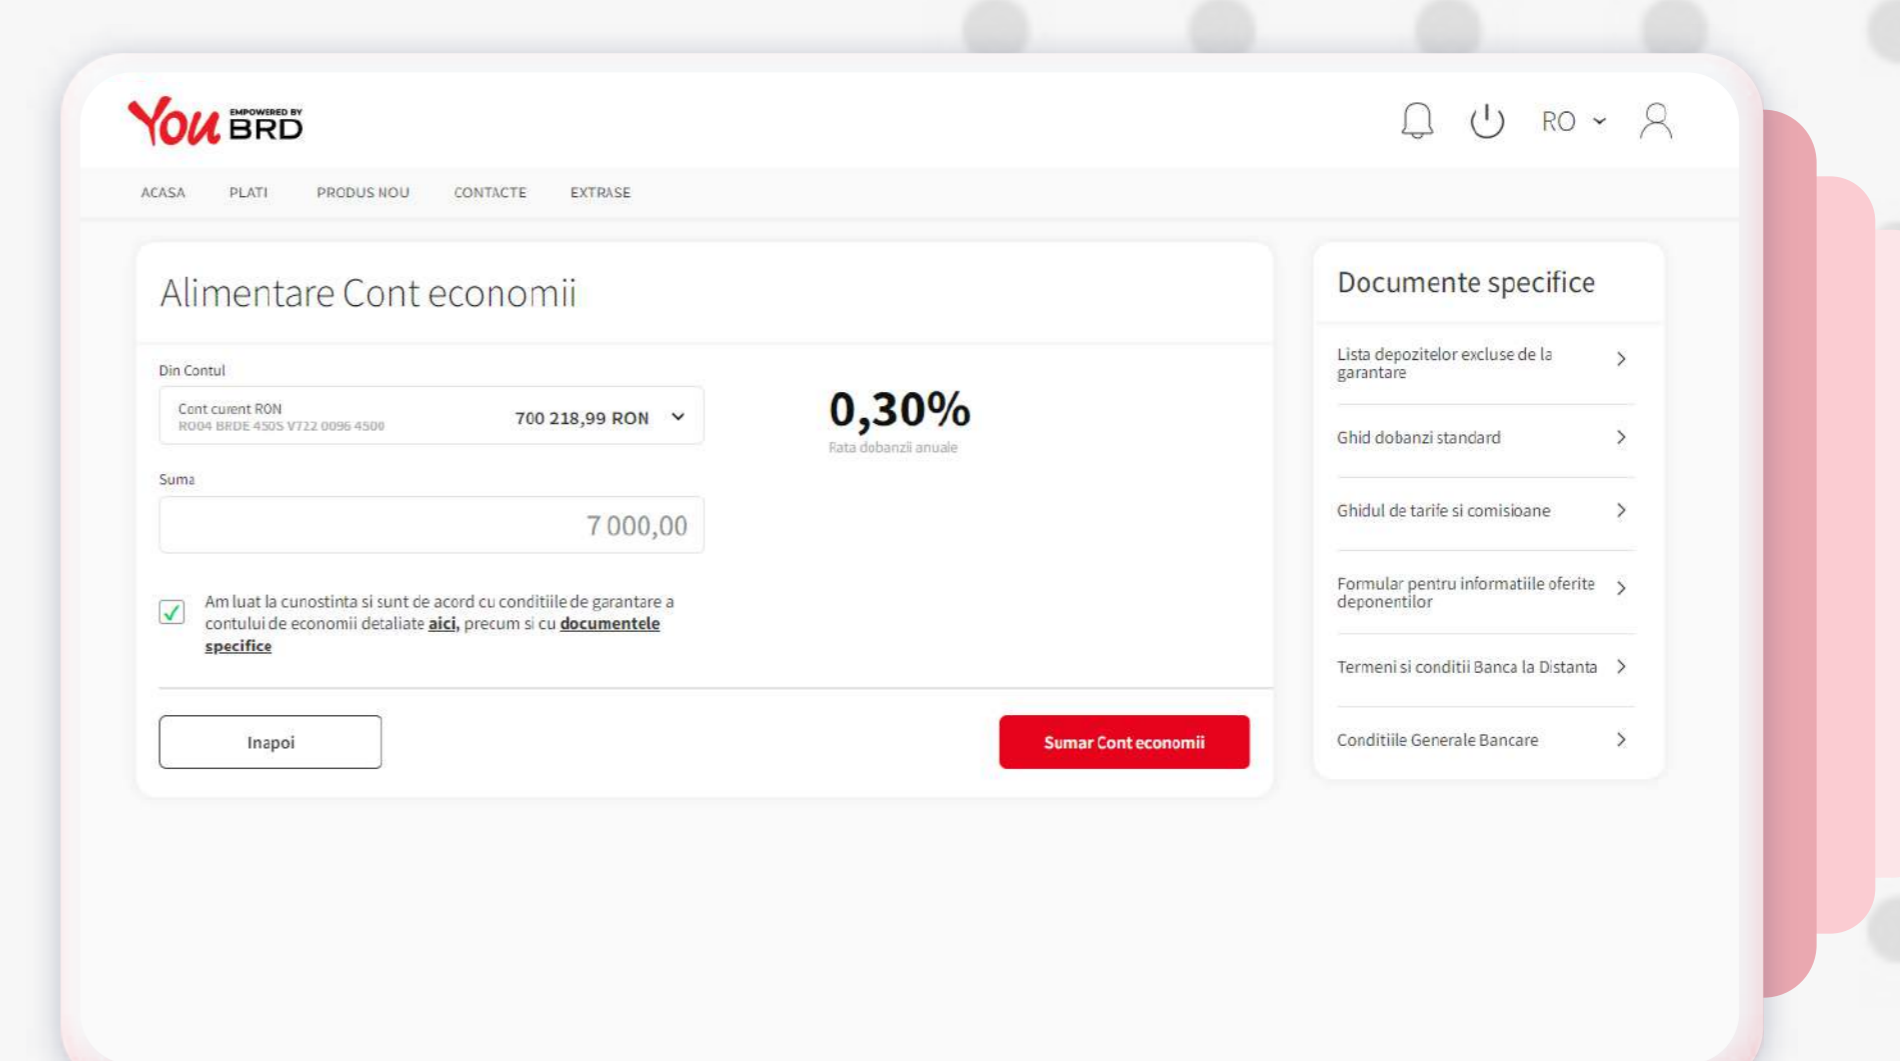 You EMPOWERED BY BRD
RO
ACASA PLATI PRODUS NOU CONTACTE EXTRASE
Alimentare Cont economii
Din Contul
Cont curent RON
RO04 BRDE 450S V722 0096 4500
700 218,99 RON
0,30%
Rata dobanzii anuale
Suma
7 000,00
Am luat la cunostinta si sunt de acord cu conditiile de garantare a
contului de economii detaliate aici, precum si cu documentele
specifice
Inapoi
Sumar Cont economii
Documente specifice
Lista depozitelor excluse de la
garantare
Ghid dobanzi standard
Ghidul de tarife si comisioane
Formular pentru informatiile oferite
deponentilor
Termeni si conditii Banca la Distanta
Conditiile Generale Bancare